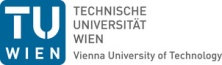 TU
WIEN
TECHNISCHE
UNIVERSITÄT
WIEN
Vienna University of Technology